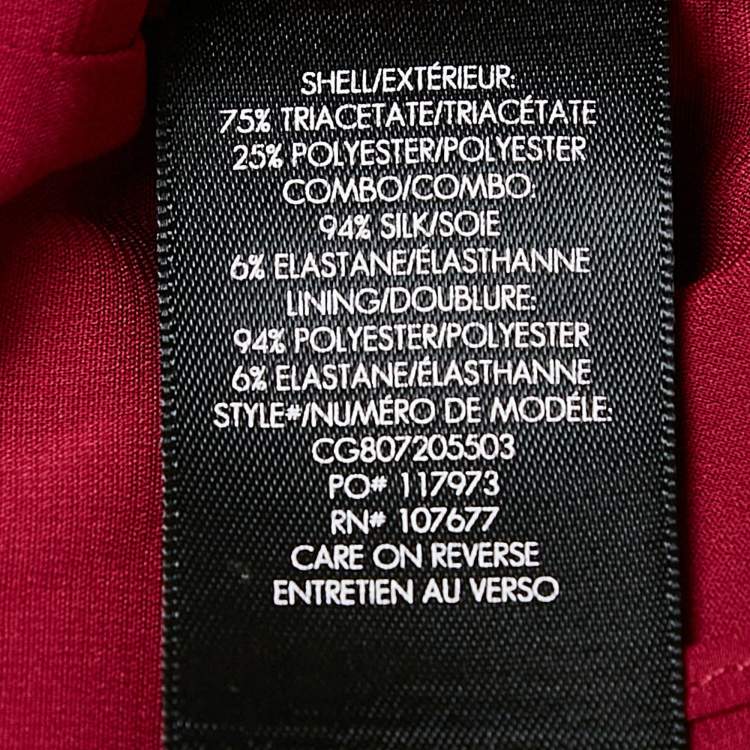 SHELL/EXTÉRIEUR:
75% TRIACETATE/TRIACÉTATE
25% POLYESTER/POLYESTER
COMBO/COMBO:
94% SILK/SOIE
6% ELASTANE/ÉLASTHANNE
LINING/DOUBLURE:
94% POLYESTER/POLYESTER
6% ELASTANE/ÉLASTHANNE
STYLE#/NUMÉRO DE MODÉLE:
CG807205503
PO# 117973
RN# 107677
CARE ON REVERSE
ENTRETIEN AU VERSO